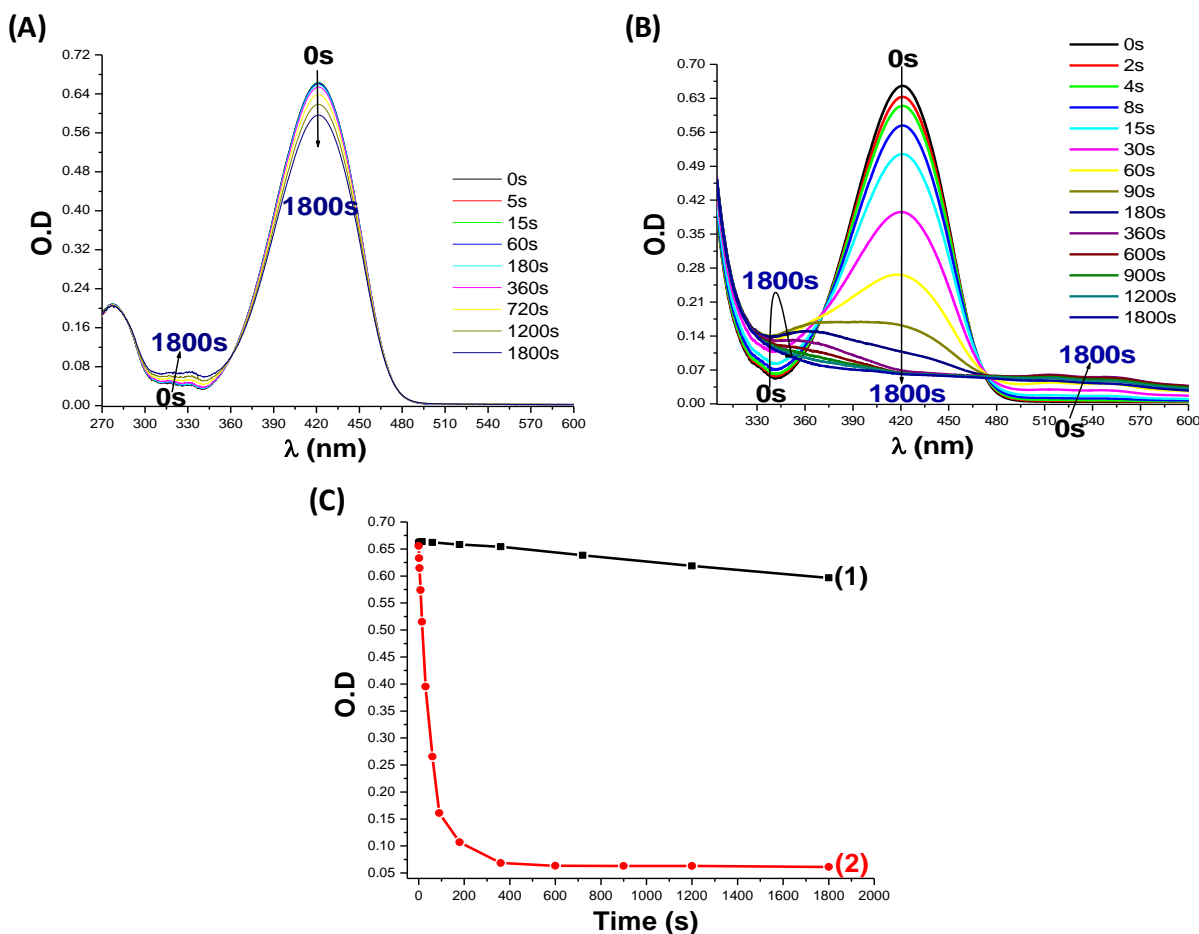 (A)
0s
0.72
0.64
0.56
0.48
0.40
0.32
0.24
0.16
0.08
0.00
O.D
1800s
1800s
0s
0s
5s
15s
60s
180s
360s
720s
1200s
1800s
270 300 330 360 390 420 450 480 510 540 570 600
λ (nm)
(B)
0s
0.70
0.63
0.56
0.49
0.42
0.35
0.28
0.21
0.14
0.07
0.00
O.D
1800s
0s
1800s
1800s
0s
0s
2s
4s
8s
15s
30s
60s
90s
180s
360s
600s
900s
1200s
1800s
330 360 390 420 450 480 510 540 570 600
λ (nm)
(C)
0.70
0.65
0.60
0.55
0.50
0.45
0.40
0.35
0.30
0.25
0.20
0.15
0.10
0.05
O.D
(1)
(2)
0 200 400 600 800 1000 1200 1400 1600 1800 2000
Time (s)